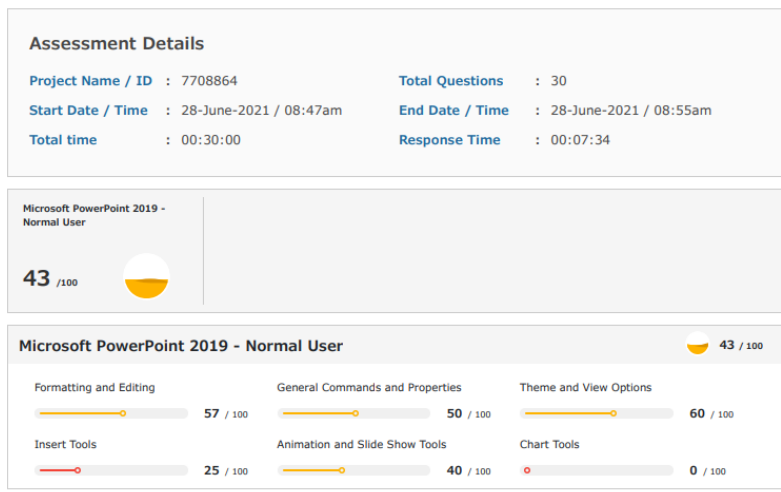 Assessment Details
Project Name / ID : 7708864 Total Questions : 30
Start Date / Time : 28-June-2021 / 08:47am End Date / Time : 28-June-2021 / 08:55am
Total time : 00:30:00 Response Time : 00:07:34
Microsoft PowerPoint 2019 -
Normal User
43 /100
Microsoft PowerPoint 2019 - Normal User 43 / 100
Formatting and Editing General Commands and Properties Theme and View Options
57 / 100 50 / 100 60 / 100
Insert Tools Animation and Slide Show Tools Chart Tools
25 / 100 40 / 100 0 / 100